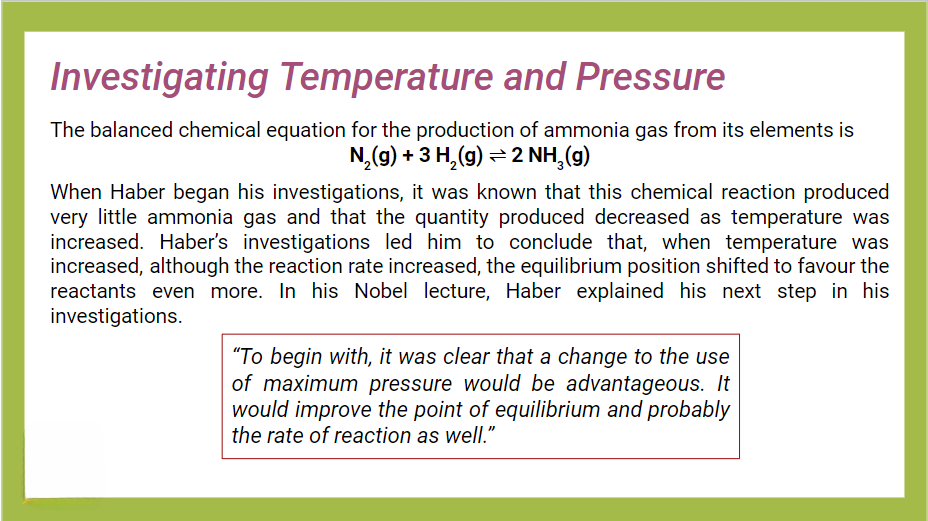 Investigating Temperature and Pressure
The balanced chemical equation for the production of ammonia gas from its elements is
N₂(g) + 3 H₂(g) ⇌ 2 NH₃(g)
When Haber began his investigations, it was known that this chemical reaction produced
very little ammonia gas and that the quantity produced decreased as temperature was
increased. Haber’s investigations led him to conclude that, when temperature was
increased, although the reaction rate increased, the equilibrium position shifted to favour the
reactants even more. In his Nobel lecture, Haber explained his next step in his
investigations.
“To begin with, it was clear that a change to the use
of maximum pressure would be advantageous. It
would improve the point of equilibrium and probably
the rate of reaction as well.”